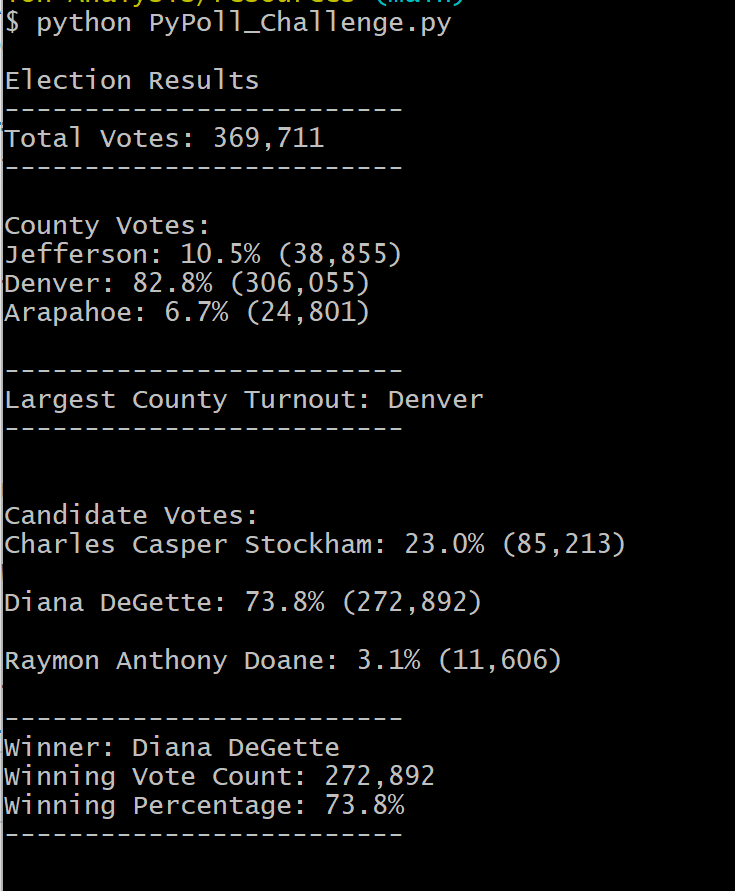 $ python PyPoll_Challenge.py
Election Results
-------------------------
Total Votes: 369,711
-------------------------
County Votes:
Jefferson: 10.5% (38,855)
Denver: 82.8% (306,055)
Arapahoe: 6.7% (24,801)
-------------------------
Largest County Turnout: Denver
-------------------------
Candidate Votes:
Charles Casper Stockham: 23.0% (85,213)
Diana DeGette: 73.8% (272,892)
Raymon Anthony Doane: 3.1% (11,606)
-------------------------
Winner: Diana DeGette
Winning Vote Count: 272,892
Winning Percentage: 73.8%
-------------------------